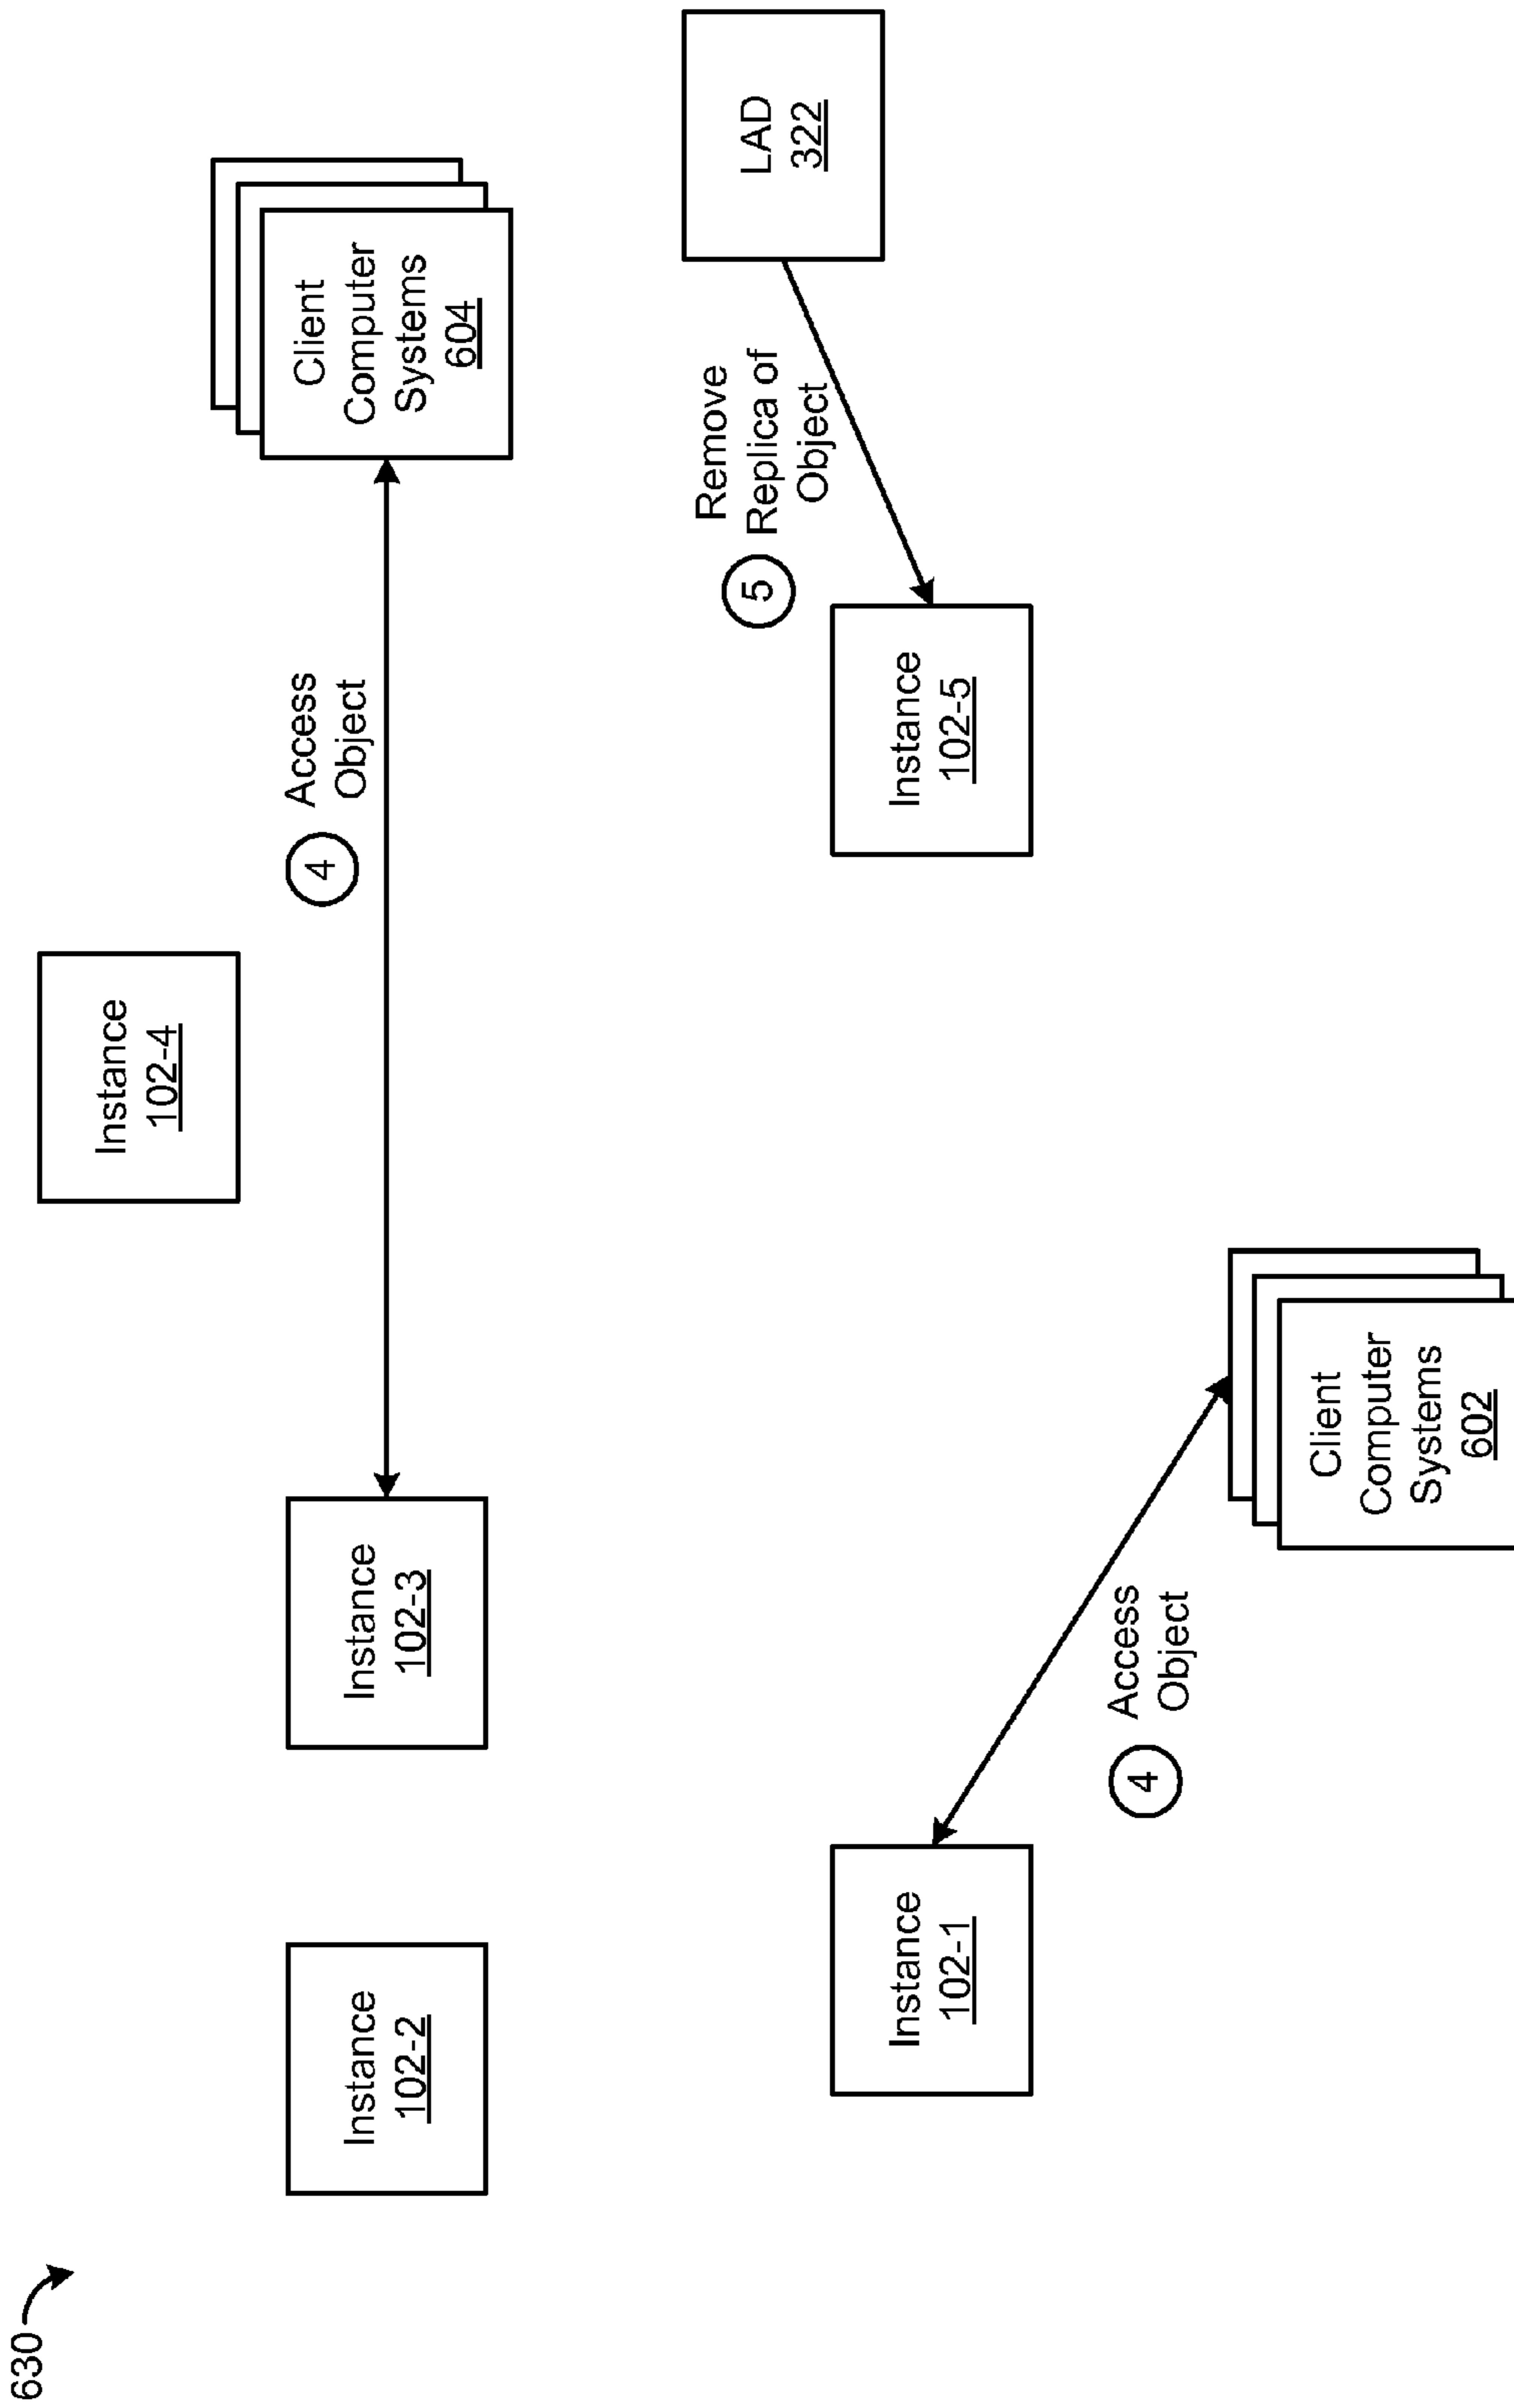 630
Instance
102-2
Instance
102-3
Instance
102-4
4
Access
Object
Client
Computer
Systems
604
Instance
102-1
4
Access
Object
Client
Computer
Systems
602
Instance
102-5
5
Remove
Replica of
Object
LAD
322